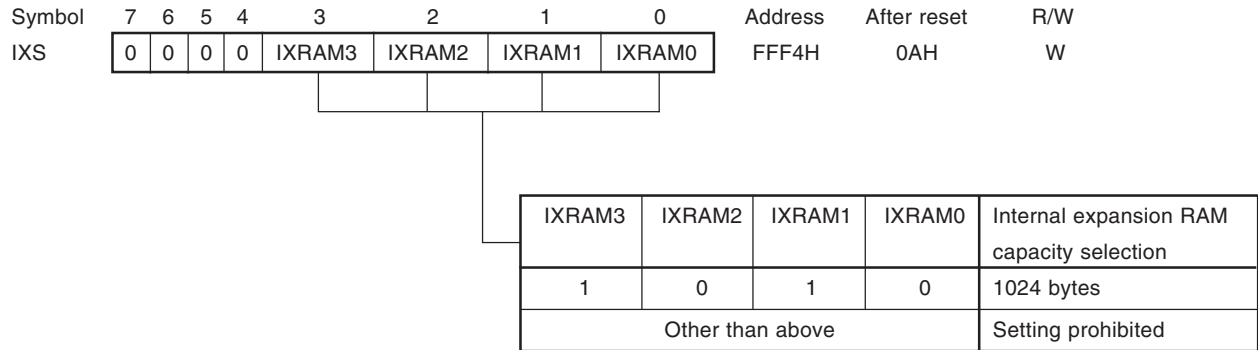 Symbol 7 6 5 4 3 2 1 0 Address After reset R/W
IXS 0 0 0 0 IXRAM3 IXRAM2 IXRAM1 IXRAM0 FFF4H 0AH W
IXRAM3 IXRAM2 IXRAM1 IXRAM0 Internal expansion RAM
capacity selection
1 0 1 0 1024 bytes
Other than above Setting prohibited